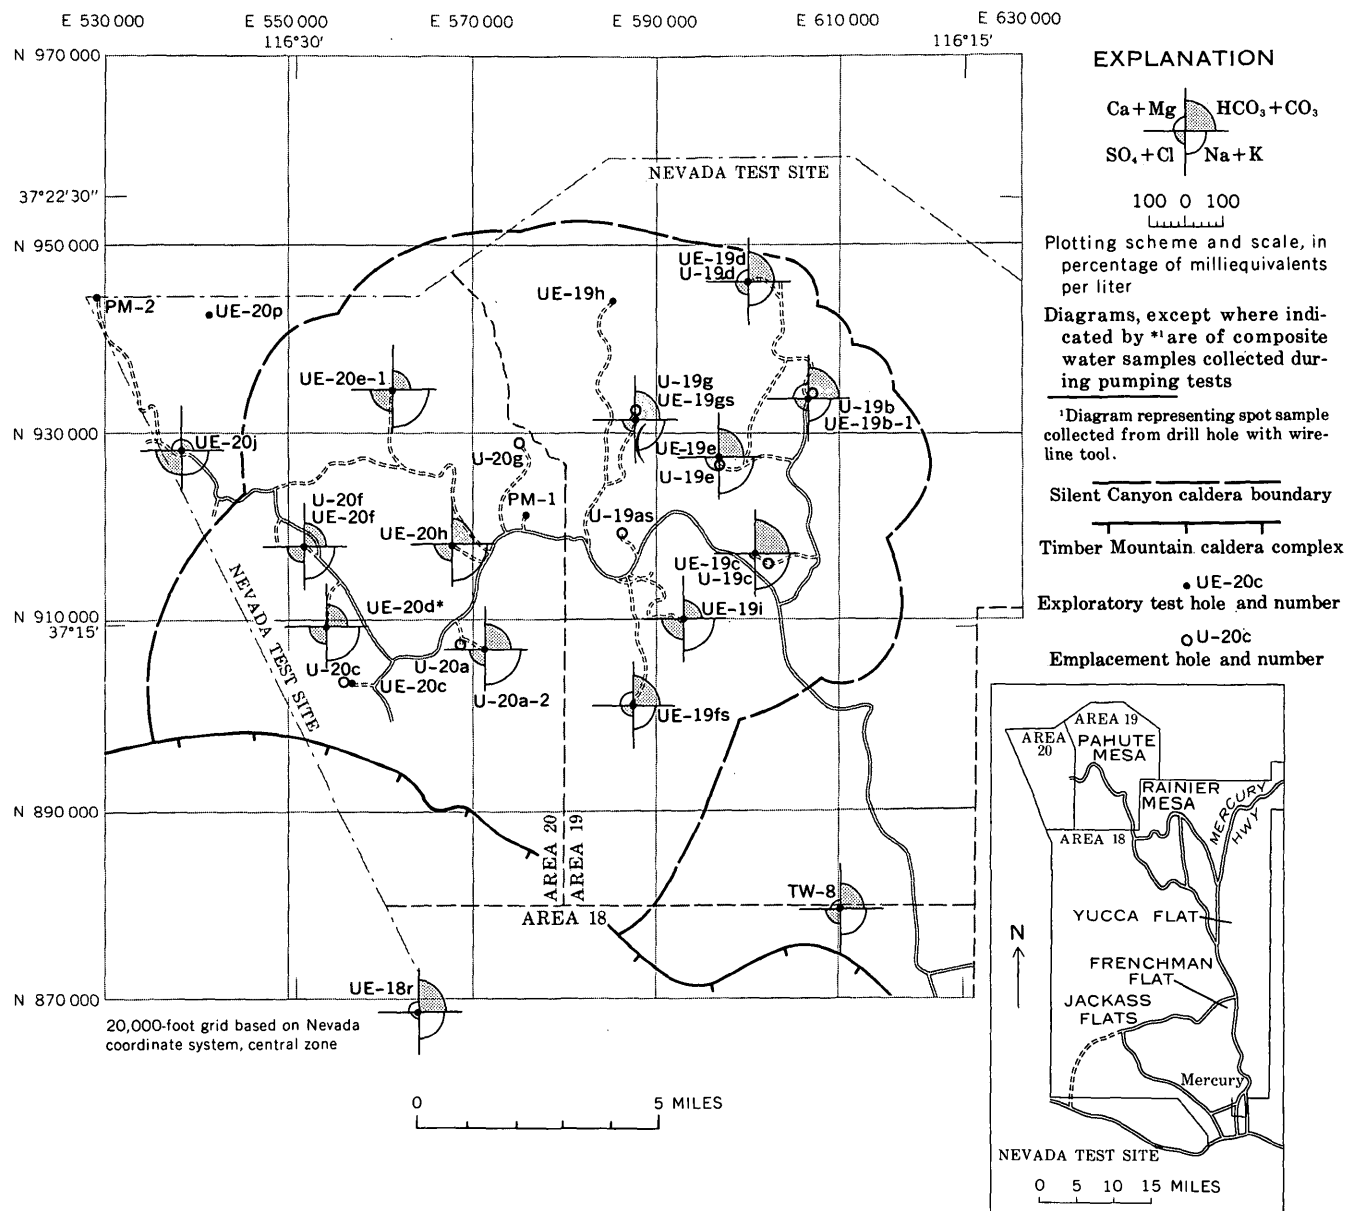 E 530 000
E 550 000
E 570 000
E 590 000
E 610 000
E 630 000
116°30′
116°15′
N 970 000
37°22′30″
N 950 000
N 930 000
N 910 000
37°15′
N 890 000
N 870 000
NEVADA TEST SITE
UE-19d
U-19d
UE-19h
PM-2
UE-20p
UE-20e-1
U-19g
UE-19gs
U-19b
UE-19b-1
UE-20j
U-20g
UE-19e
U-19e
U-20f
UE-20f
UE-20h
PM-1
U-19as
UE-19c
U-19c
NEVADA TEST SITE
UE-20d*
UE-19i
U-20c
UE-20c
U-20a
U-20a-2
UE-19fs
AREA 20
AREA 19
AREA 18
TW-8
UE-18r
20,000-foot grid based on Nevada
coordinate system, central zone
0 5 MILES
EXPLANATION
Ca+Mg HCO₃+CO₃
SO₄+Cl Na+K
100 0 100
Plotting scheme and scale, in
percentage of milliequivalents
per liter
Diagrams, except where indi-
cated by *¹ are of composite
water samples collected dur-
ing pumping tests
¹Diagram representing spot sample
collected from drill hole with wire-
line tool.
Silent Canyon caldera boundary
Timber Mountain caldera complex
UE-20c
Exploratory test hole and number
U-20c
Emplacement hole and number
AREA 19
AREA
20
PAHUTE
MESA
RAINIER
MESA
MERCURY
HWY
AREA 18
YUCCA FLAT
N
FRENCHMAN
FLAT
JACKASS
FLATS
Mercury
NEVADA TEST SITE
0 5 10 15 MILES